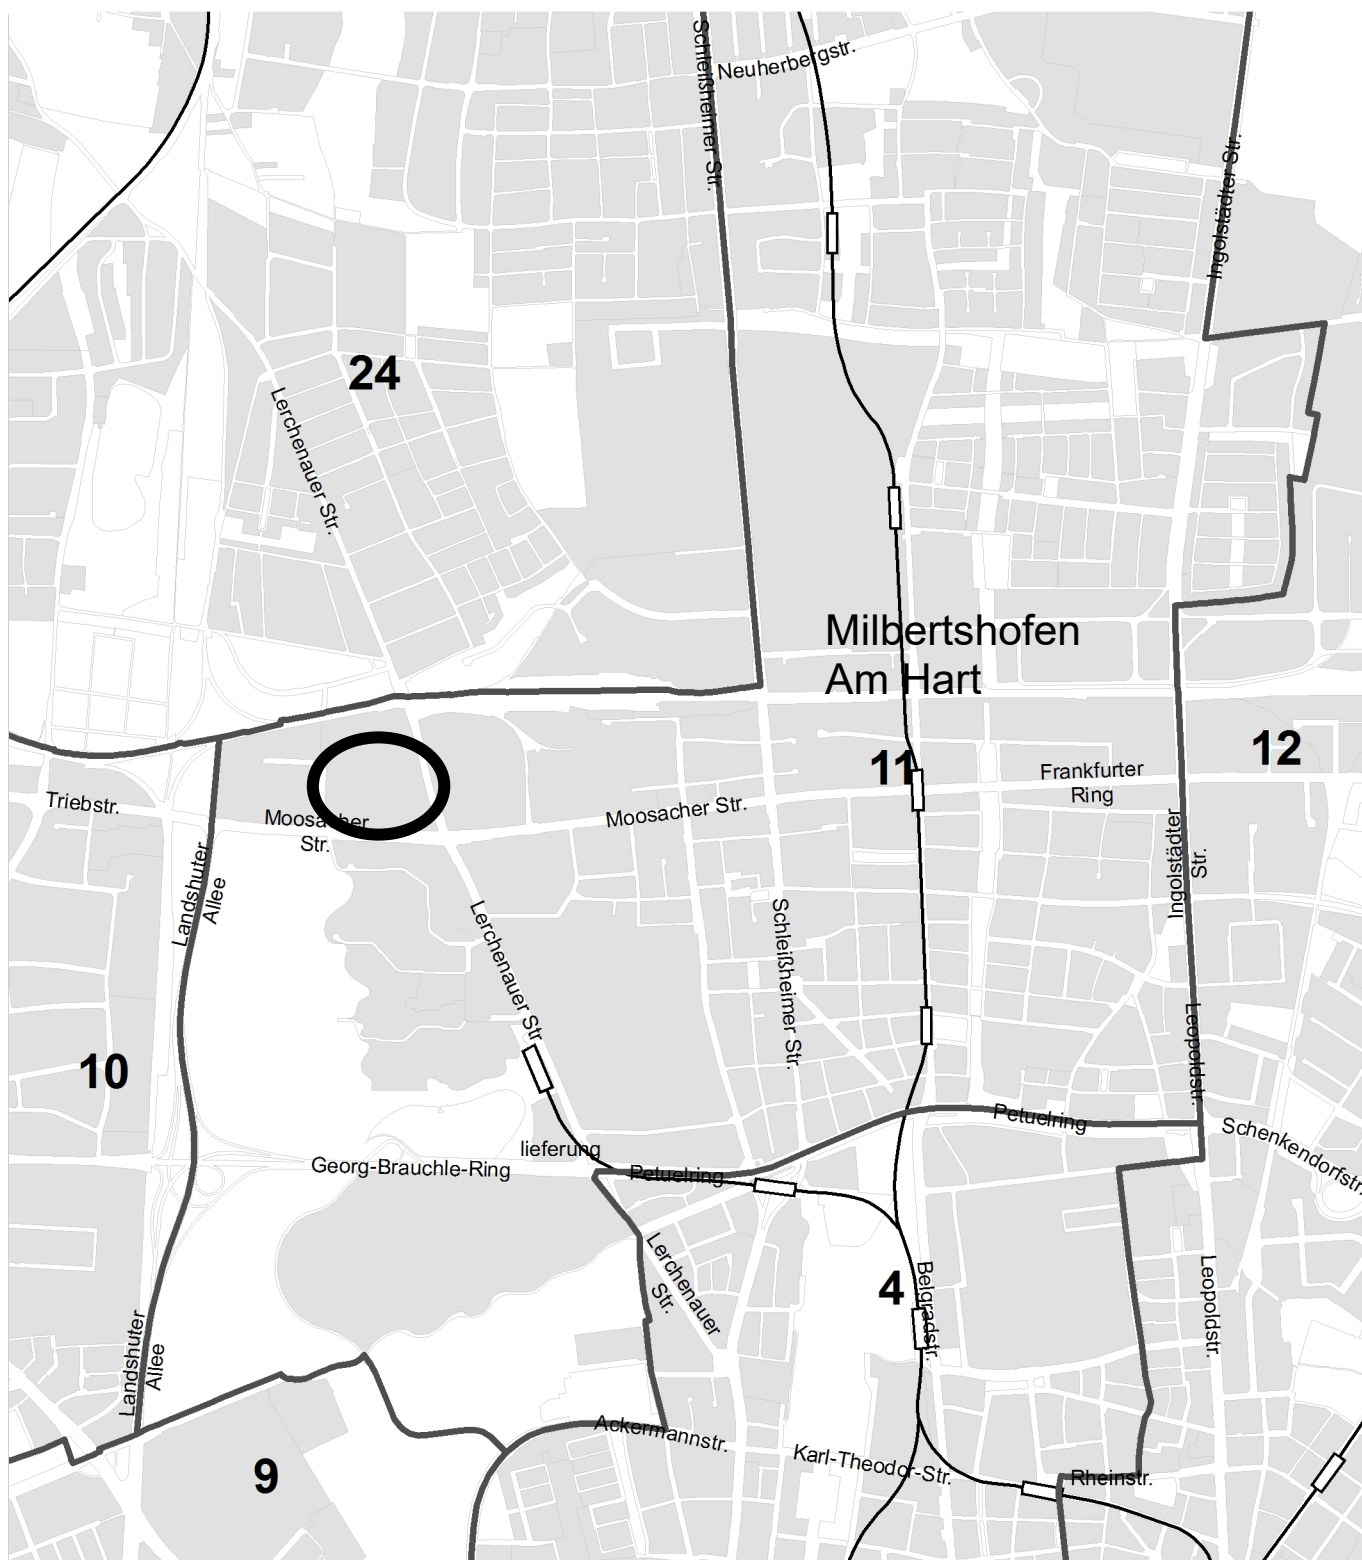 Neuherbergstr.
Schleißheimer Str.
Ingolstädter Str.
24
Lerchenauer Str.
Milbertshofen
Am Hart
12
11
Frankfurter
Ring
Triebstr.
Moosacher
Str.
Moosacher Str.
Ingolstädter
Str.
Landshuter
Allee
Schleißheimer Str.
Lerchenauer Str
10
Leopoldstr.
Petuelring
Schenkendorfstr.
lieferung
Georg-Brauchle-Ring
Petuelring
Lerchenauer
Str.
4
Belgradstr.
Leopoldstr.
Landshuter
Allee
Ackermannstr.
Karl-Theodor-Str.
Rheinstr.
9